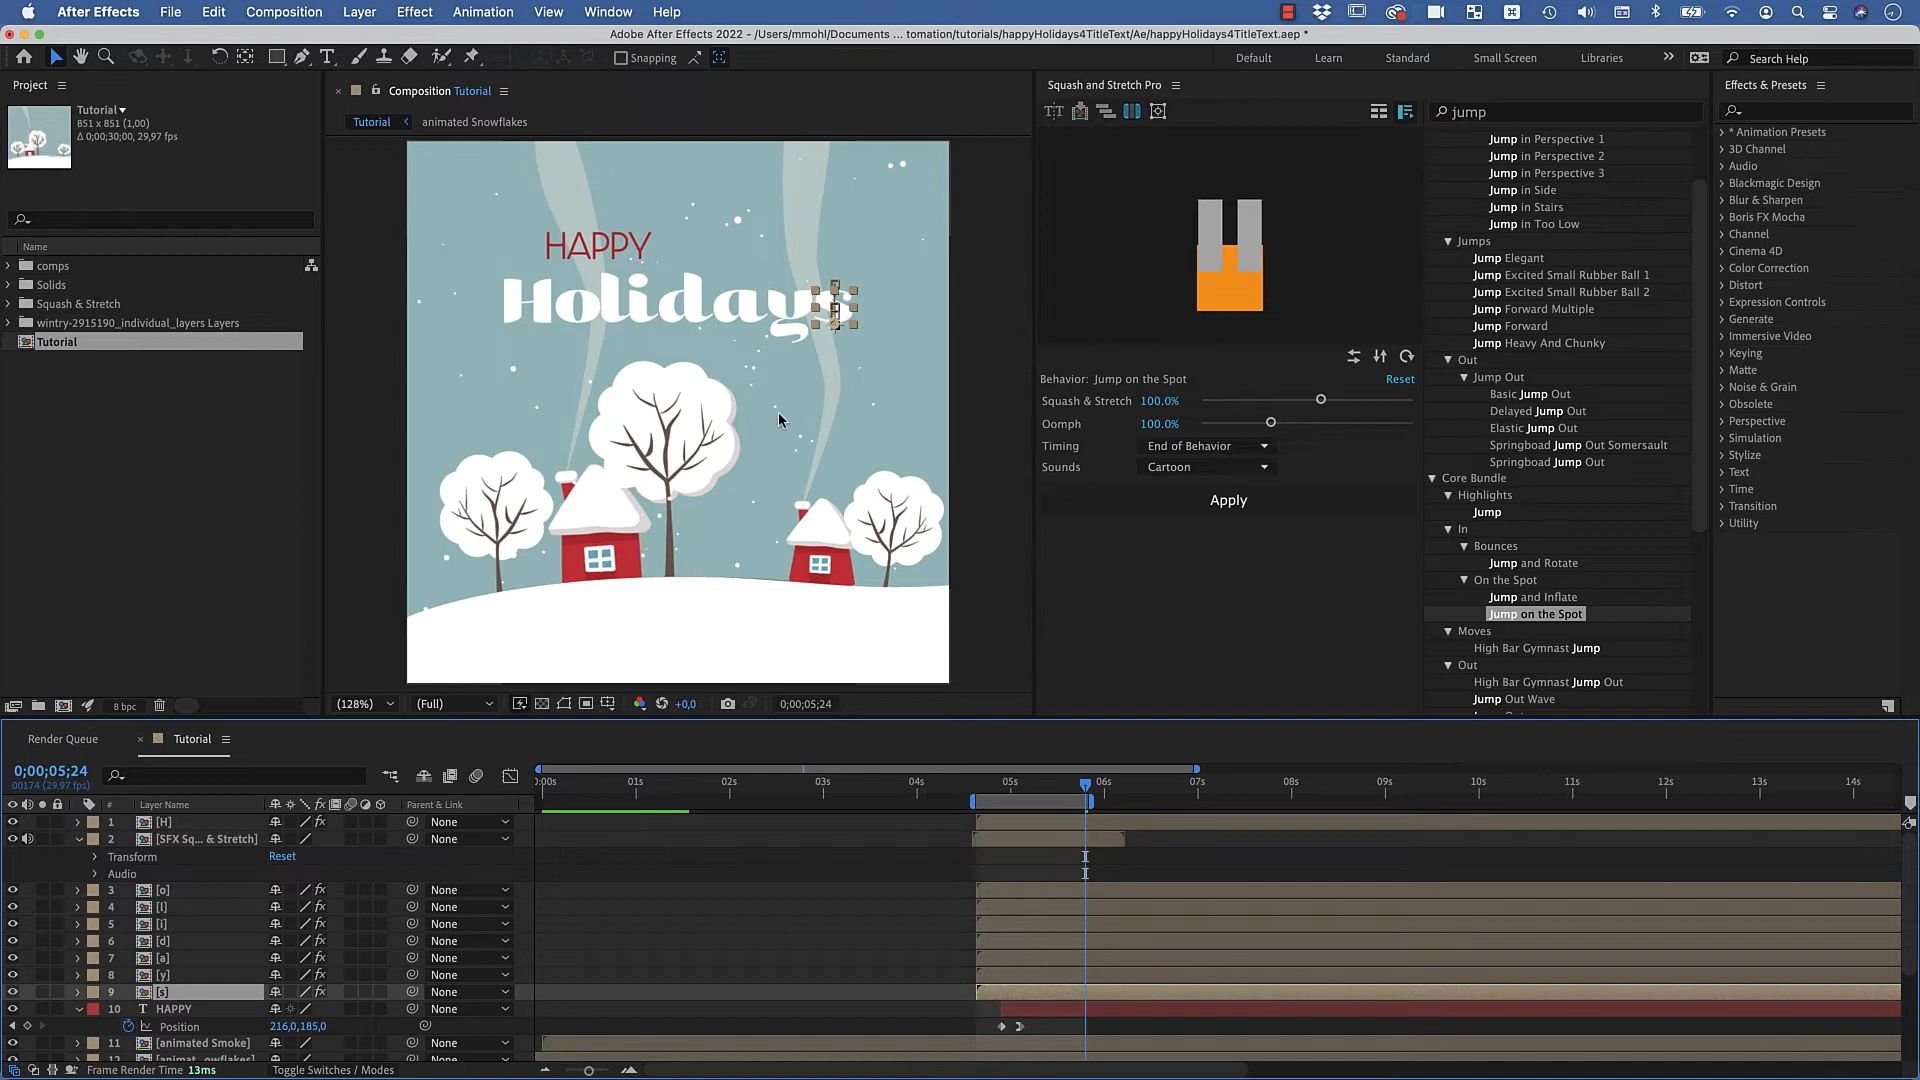 After Effects File Edit Composition Layer Effect Animation View Window Help
Adobe After Effects 2022 - /Users/mmohl/Documents ... tomation/tutorials/happyHolidays4TitleText/Ae/happyHolidays4TitleText.aep *
Snapping
Default Learn Standard Small Screen Libraries Search Help
Project
Tutorial
851 x 851 (1,00)
Δ 0;00;30;00, 29,97 fps
Name
comps
Solids
Squash & Stretch
wintry-2915190_individual_layers Layers
Tutorial
8 bpc
Composition Tutorial
Tutorial animated Snowflakes
HAPPY
Holidays
(128%) (Full) +0,0 0;00;05;24
Squash and Stretch Pro
Behavior: Jump on the Spot Reset
Squash & Stretch 100.0%
Oomph 100.0%
Timing End of Behavior
Sounds Cartoon
Apply
jump
Jump in Perspective 1
Jump in Perspective 2
Jump in Perspective 3
Jump in Side
Jump in Stairs
Jump in Too Low
Jumps
Jump Elegant
Jump Excited Small Rubber Ball 1
Jump Excited Small Rubber Ball 2
Jump Forward Multiple
Jump Forward
Jump Heavy And Chunky
Out
Jump Out
Basic Jump Out
Delayed Jump Out
Elastic Jump Out
Springboad Jump Out Somersault
Springboad Jump Out
Core Bundle
Highlights
Jump
In
Bounces
Jump and Rotate
On the Spot
Jump and Inflate
Jump on the Spot
Moves
High Bar Gymnast Jump
Out
High Bar Gymnast Jump Out
Jump Out Wave
Effects & Presets
* Animation Presets
3D Channel
Audio
Blackmagic Design
Blur & Sharpen
Boris FX Mocha
Channel
Cinema 4D
Color Correction
Distort
Expression Controls
Generate
Immersive Video
Keying
Matte
Noise & Grain
Obsolete
Perspective
Simulation
Stylize
Text
Time
Transition
Utility
Render Queue Tutorial
0;00;05;24
00174 (29.97 fps)
0:00s 01s 02s 03s 04s 05s 06s 07s 08s 09s 10s 11s 12s 13s 14s
# Layer Name Parent & Link
1 [H] None
2 [SFX Sq... & Stretch] None
Transform Reset
Audio
3 [o] None
4 [l] None
5 [i] None
6 [d] None
7 [a] None
8 [y] None
9 [s] None
10 T HAPPY None
Position 216,0,185,0
11 [animated Smoke] None
12 [animat...owflakes] None
Frame Render Time 13ms Toggle Switches / Modes